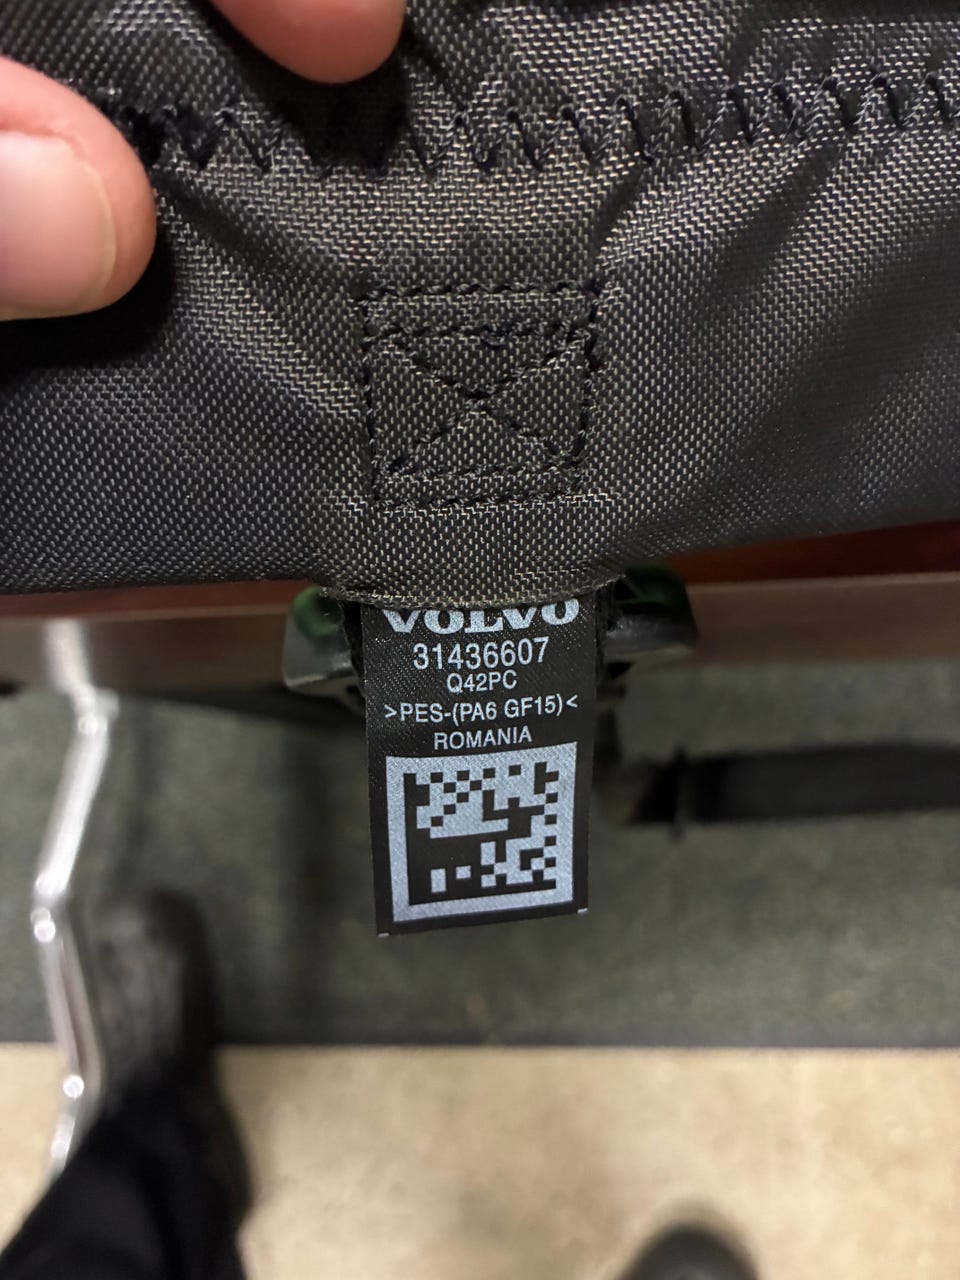 VOLVO
31436607
Q42PC
>PES-(PA6 GF15)<
ROMANIA